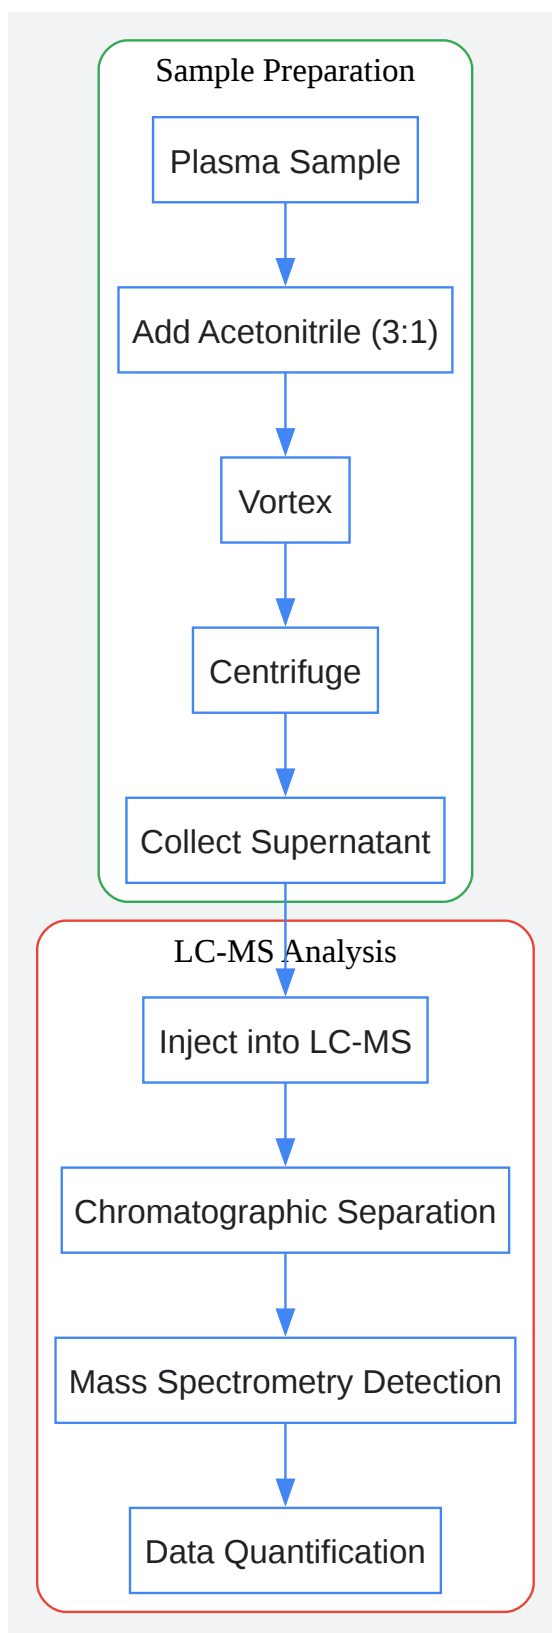 Sample Preparation
Plasma Sample
Add Acetonitrile (3:1)
Vortex
Centrifuge
Collect Supernatant
LC-MS Analysis
Inject into LC-MS
Chromatographic Separation
Mass Spectrometry Detection
Data Quantification